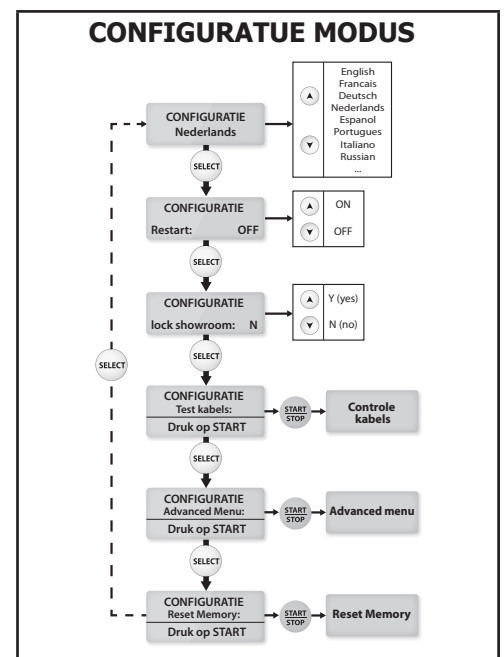 CONFIGURATUE MODUS
CONFIGURATIE
Nederlands
English
Francais
Deutsch
Nederlands
Espanol
Portugues
Italiano
Russian
...
SELECT
CONFIGURATIE
Restart: OFF
ON
OFF
SELECT
CONFIGURATIE
lock showroom: N
Y (yes)
N (no)
SELECT
SELECT
CONFIGURATIE
Test kabels:
Druk op START
START
STOP
Controle
kabels
SELECT
CONFIGURATIE
Advanced Menu:
Druk op START
START
STOP
Advanced menu
SELECT
CONFIGURATIE
Reset Memory:
Druk op START
START
STOP
Reset Memory